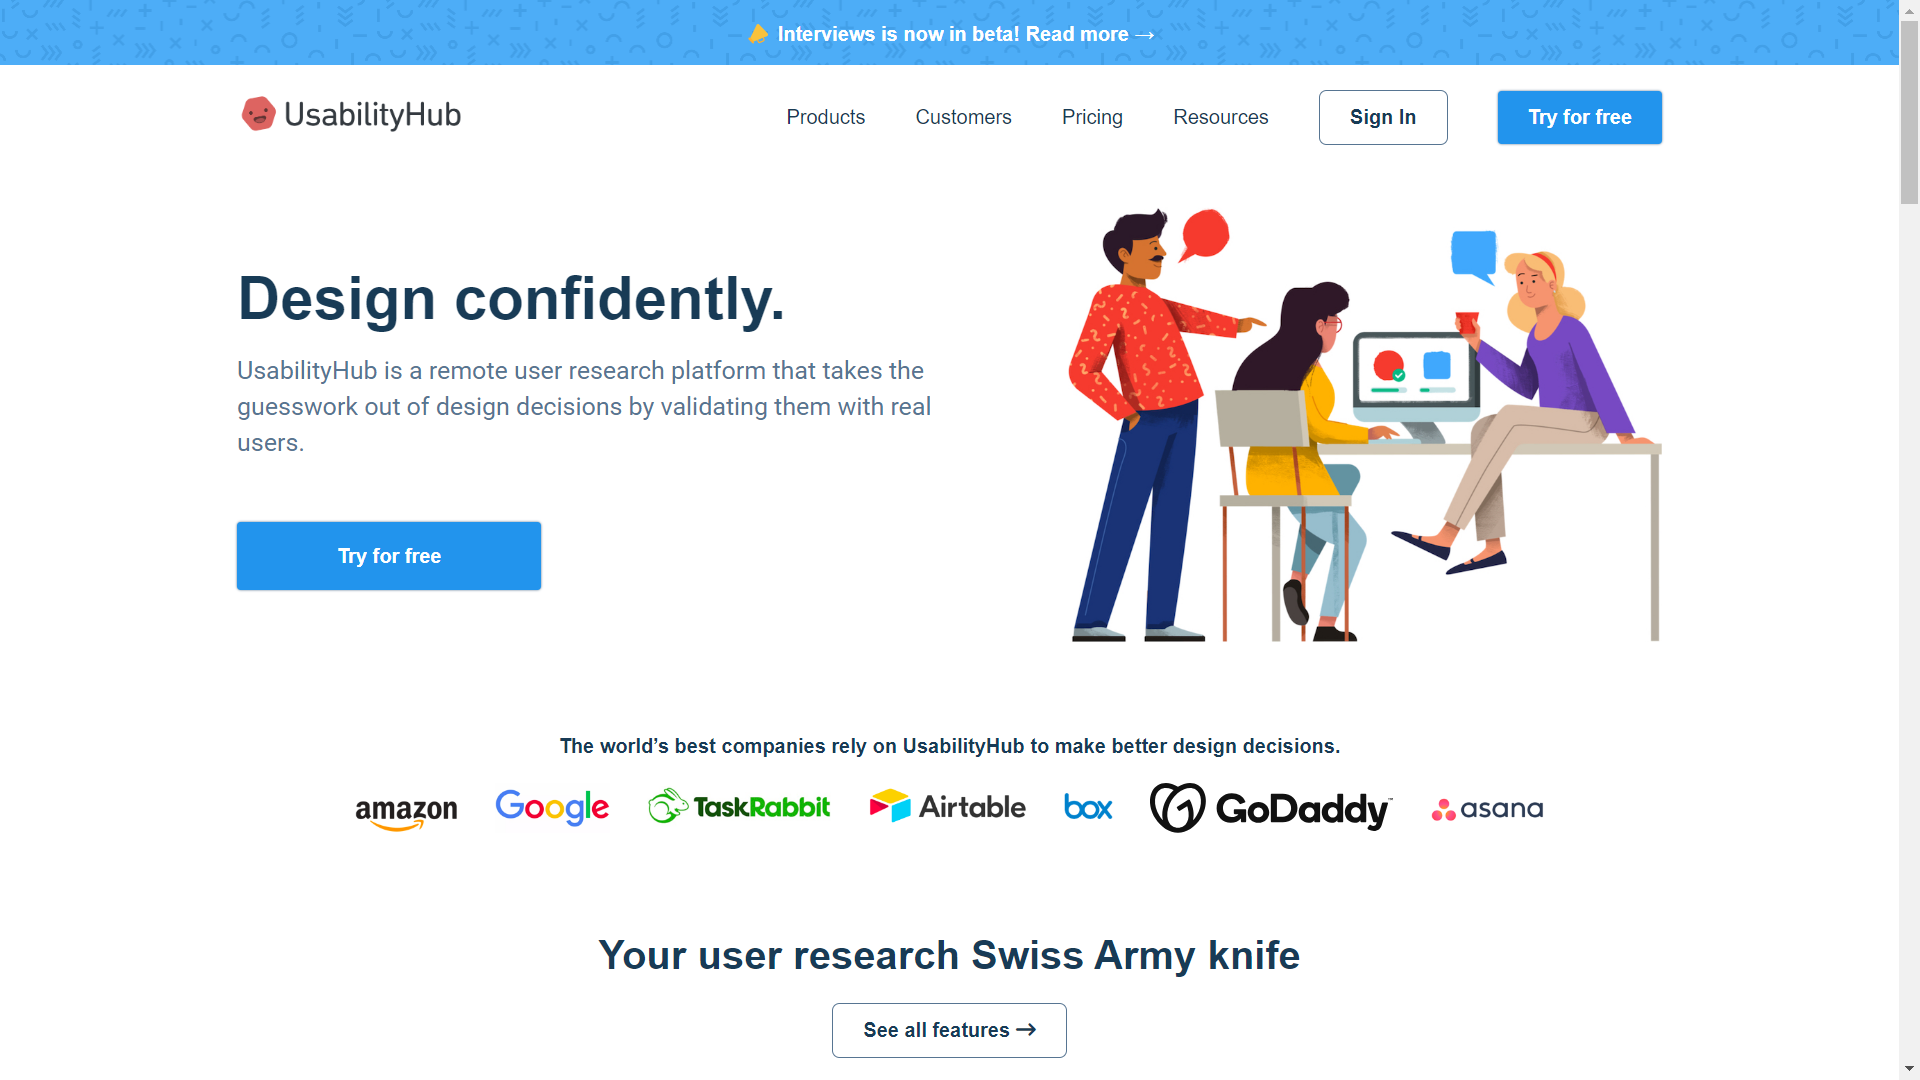 Interviews is now in beta! Read more →
UsabilityHub
Products
Customers
Pricing
Resources
Sign In
Try for free
Design confidently.
UsabilityHub is a remote user research platform that takes the
guesswork out of design decisions by validating them with real
users.
Try for free
The world’s best companies rely on UsabilityHub to make better design decisions.
amazon
Google
TaskRabbit
Airtable
box
GoDaddy™
asana
Your user research Swiss Army knife
See all features →